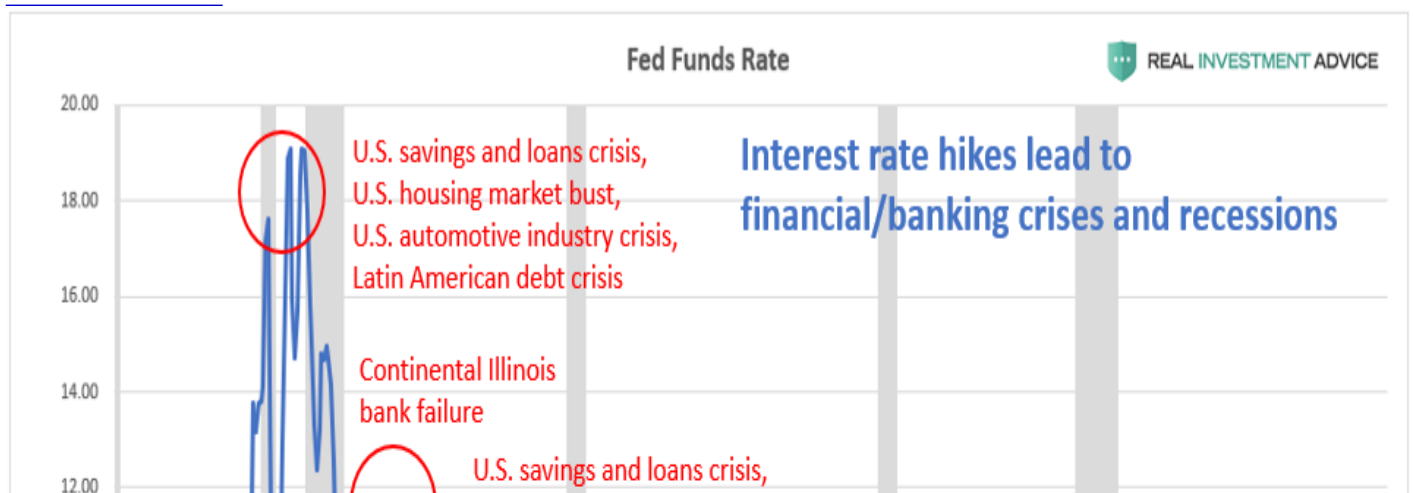 Fed Funds Rate
REAL INVESTMENT ADVICE
20.00
U.S. savings and loans crisis,
U.S. housing market bust,
U.S. automotive industry crisis,
Latin American debt crisis
Interest rate hikes lead to
financial/banking crises and recessions
18.00
16.00
Continental Illinois
bank failure
14.00
U.S. savings and loans crisis,
12.00